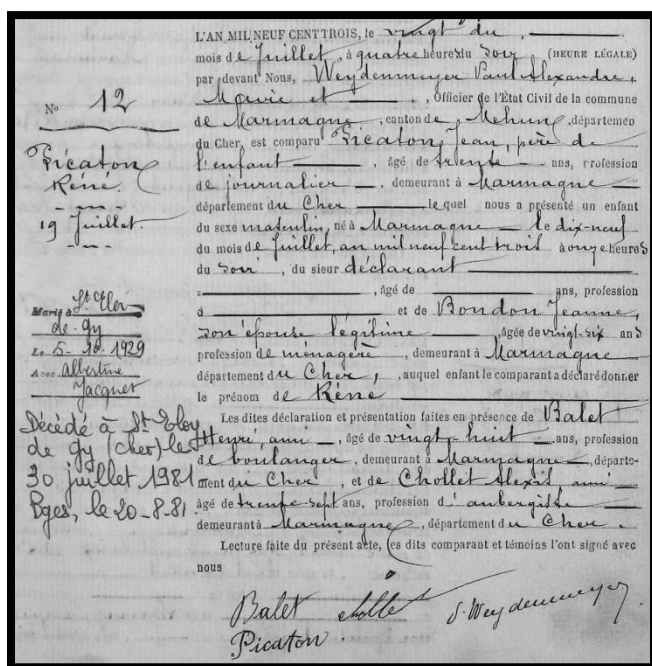 L'AN MIL NEUF CENT TROIS, le vingt du
mois de Juillet, à quatre heures du Soir (HEURE LÉGALE)
par devant Nous, Weydenmeyer Paul Alexandre,
Maire et, Officier de l'État Civil de la commune
de Marmagne, canton de Mehun, départemen
du Cher, est comparu Picaton, Jean, père de
l'enfant, âgé de trente ans, profession
de journalier, demeurant à Marmagne
département du Cher, lequel nous a présenté un enfant
du sexe masculin, né à Marmagne le dix-neuf
du mois de Juillet, an mil neuf cent trois à onze heures
du Soir, du sieur déclarant
, âgé de ans, profession
d et de Boudon Jeanne,
son épouse légitime, âgée de vingt-six ans
profession de ménagère, demeurant à Marmagne
département du Cher, auquel enfant le comparant a déclaré donner
le prénom de Réné
Les dites déclaration et présentation faites en présence de Balet
Henri, ami, âgé de vingt-huit ans, profession
de boulanger, demeurant à Marmagne, départe-
ment du Cher, et de Chollet Alexis, ami
âgé de trente-sept ans, profession d'aubergiste
demeurant à Marmagne, département du Cher.
Lecture faite du présent acte, les dits comparant et témoins l'ont signé avec
nous
Balet Chollet P. Weydenmeyer
Picaton
No 12
Picaton
Réné.
19 Juillet.
Marié à St Eloy
de Gy
Le 5-10-1929
Avec Albertine
Jacquet
Décédé à St Eloy
de Gy (cher) le
30 juillet 1981
Bges, le 20-8-81.